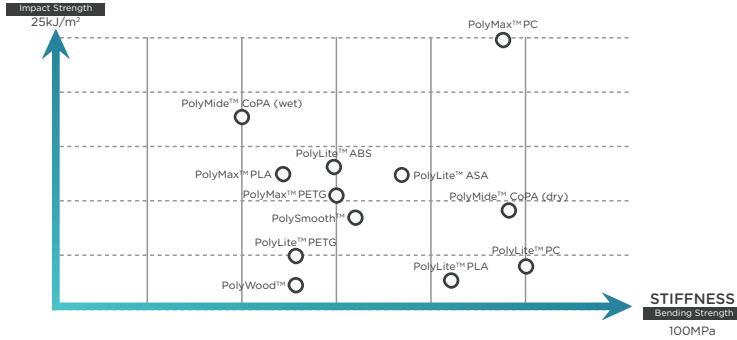 Impact Strength
25kJ/m²
PolyMax™ PC
PolyMide™ CoPA (wet)
PolyLite™ ABS
PolyMax™ PLA
PolyLite™ ASA
PolyMax™ PETG
PolyMide™ CoPA (dry)
PolySmooth™
PolyLite™ PETG
PolyLite™ PC
PolyLite™ PLA
PolyWood™
STIFFNESS
Bending Strength
100MPa